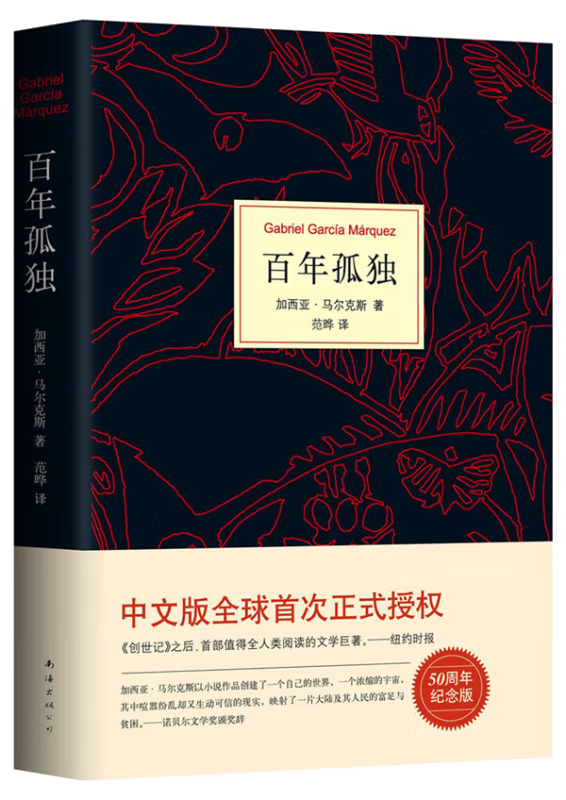 Gabriel
García
Márquez
百年孤独
加西亚·马尔克斯 著
范晔 译
南海出版公司
Gabriel García Márquez
百年孤独
加西亚·马尔克斯 著
范晔 译
中文版全球首次正式授权
《创世记》之后,首部值得全人类阅读的文学巨著。——纽约时报
加西亚·马尔克斯以小说作品创建了一个自己的世界,一个浓缩的宇宙,
其中喧嚣纷乱却又生动可信的现实,映射了一片大陆及其人民的富足与
贫困。——诺贝尔文学奖颁奖辞
50周年
纪念版